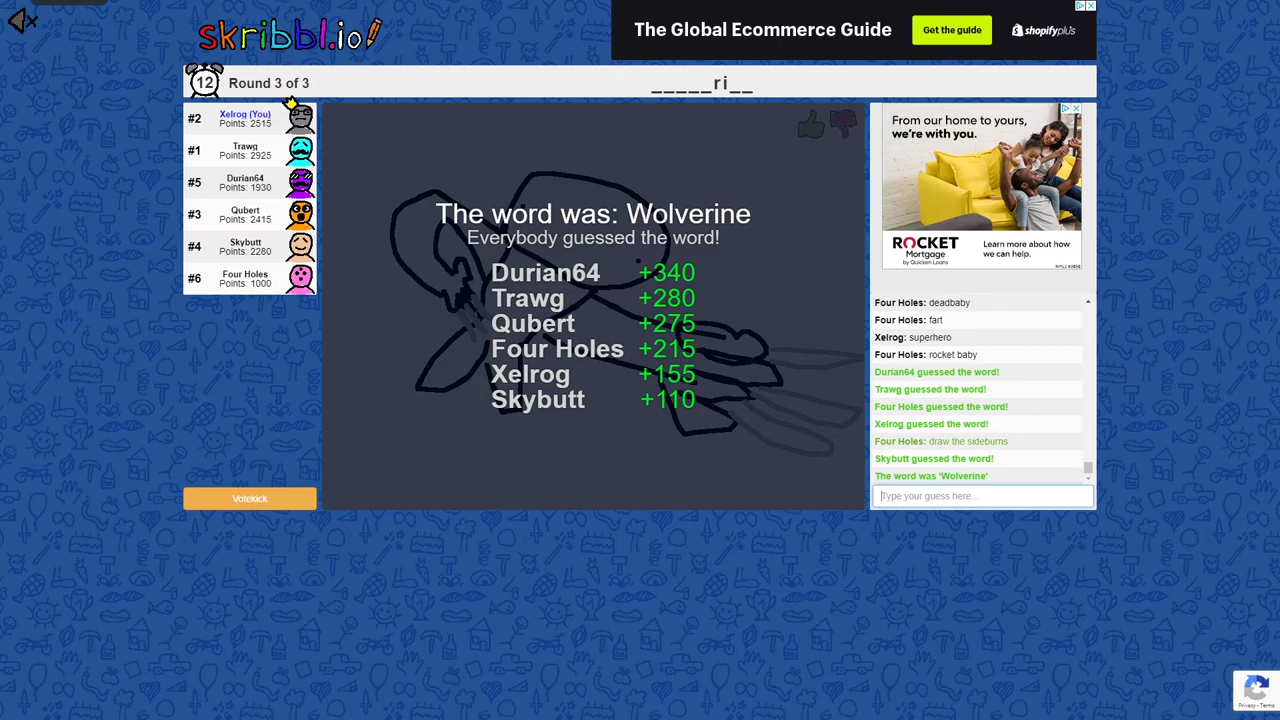 skribbl.io
The Global Ecommerce Guide
Get the guide
shopifyplus
12
Round 3 of 3
_____ri__
#2
Xelrog (You)
Points: 2515
#1
Trawg
Points: 2925
#5
Durian64
Points: 1930
#3
Qubert
Points: 2415
#4
Skybutt
Points: 2280
#6
Four Holes
Points: 1000
Votekick
The word was: Wolverine
Everybody guessed the word!
Durian64 +340
Trawg +280
Qubert +275
Four Holes +215
Xelrog +155
Skybutt +110
From our home to yours,
we're with you.
ROCKET
Mortgage
by Quicken Loans
Learn more about how
we can help.
Four Holes: deadbaby
Four Holes: fart
Xelrog: superhero
Four Holes: rocket baby
Durian64 guessed the word!
Trawg guessed the word!
Four Holes guessed the word!
Xelrog guessed the word!
Four Holes: draw the sideburns
Skybutt guessed the word!
The word was 'Wolverine'
Type your guess here...
Privacy - Terms